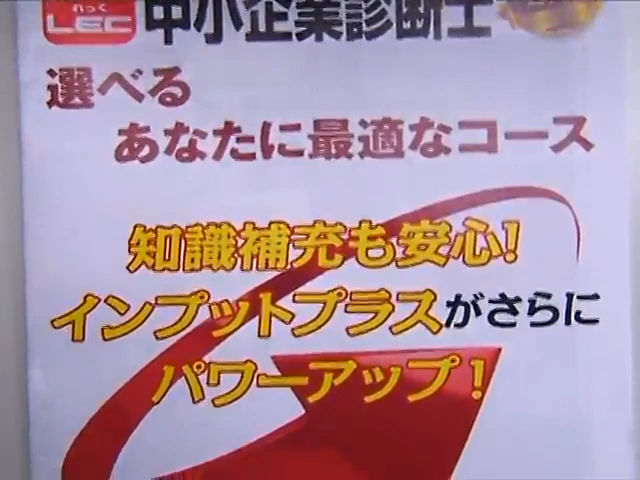 れっく
LEC 中小企業診断士
選べる
あなたに最適なコース
知識補充も安心!
インプットプラスがさらに
パワーアップ!